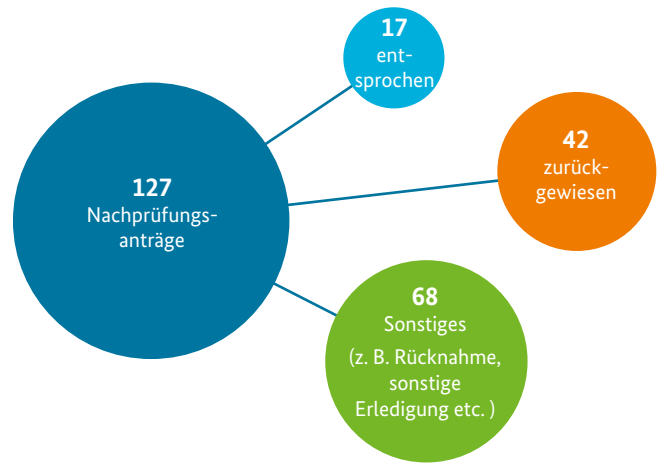 17
ent-
sprochen
42
zurück-
gewiesen
127
Nachprüfungs-
anträge
68
Sonstiges
(z. B. Rücknahme,
sonstige
Erledigung etc. )